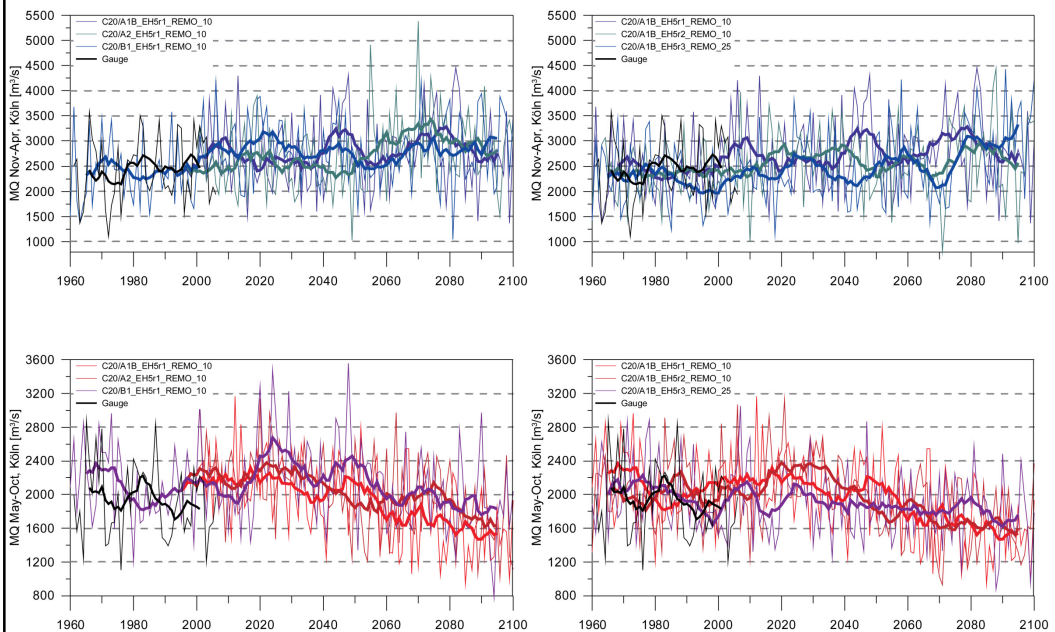 5500
5000
4500
4000
3500
3000
2500
2000
1500
1000
MQ Nov-Apr, Köln [m³/s]
C20/A1B_EH5r1_REMO_10
C20/A2_EH5r1_REMO_10
C20/B1_EH5r1_REMO_10
Gauge
1960 1980 2000 2020 2040 2060 2080 2100
5500
5000
4500
4000
3500
3000
2500
2000
1500
1000
MQ Nov-Apr, Köln [m³/s]
C20/A1B_EH5r1_REMO_10
C20/A1B_EH5r2_REMO_10
C20/A1B_EH5r3_REMO_25
Gauge
1960 1980 2000 2020 2040 2060 2080 2100
3600
3200
2800
2400
2000
1600
1200
800
MQ May-Oct, Köln [m³/s]
C20/A1B_EH5r1_REMO_10
C20/A2_EH5r1_REMO_10
C20/B1_EH5r1_REMO_10
Gauge
1960 1980 2000 2020 2040 2060 2080 2100
3600
3200
2800
2400
2000
1600
1200
800
MQ May-Oct, Köln [m³/s]
C20/A1B_EH5r1_REMO_10
C20/A1B_EH5r2_REMO_10
C20/A1B_EH5r3_REMO_25
Gauge
1960 1980 2000 2020 2040 2060 2080 2100